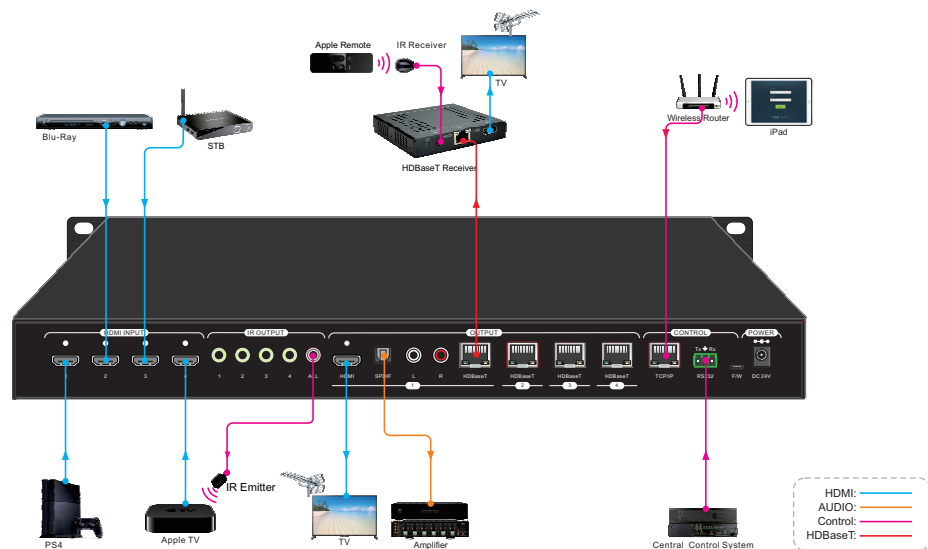 Apple Remote
IR Receiver
TV
Blu-Ray
STB
HDBaseT Receiver
Wireless Router
iPad
HDMI INPUT
IR OUTPUT
OUTPUT
CONTROL
POWER
Tx Rx
1 2 3 4
1 2 3 4 ALL
HDMI SPDIF L R HDBaseT HDBaseT HDBaseT HDBaseT
TCP/IP RS232 F/W DC 24V
1 2 3 4
IR Emitter
PS4
Apple TV
TV
Amplifier
Central Control System
HDMI:
AUDIO:
Control:
HDBaseT: